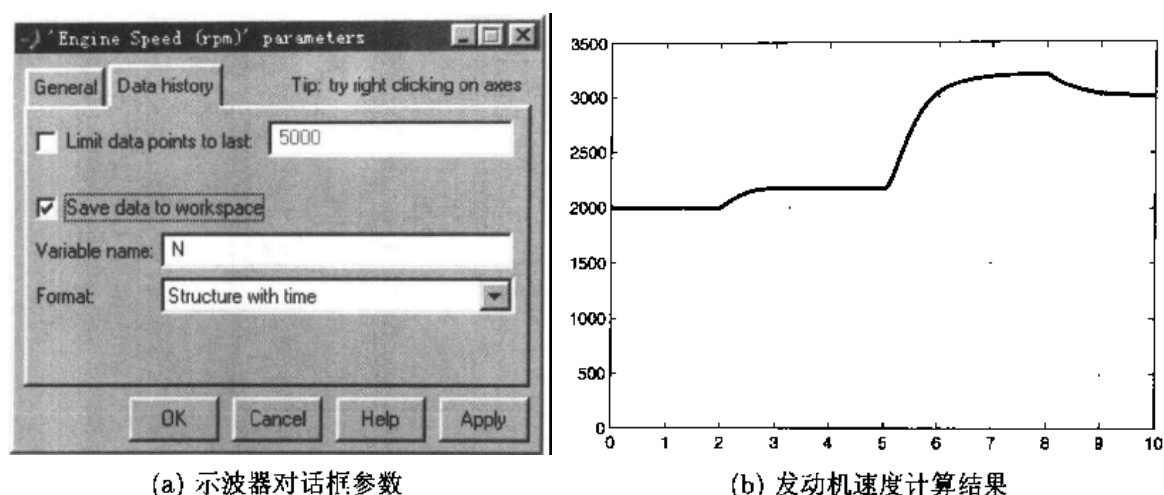 'Engine Speed (rpm)' parameters
General
Data history
Tip: try right clicking on axes
Limit data points to last:
5000
Save data to workspace
Variable name:
N
Format:
Structure with time
OK
Cancel
Help
Apply
(a) 示波器对话框参数
3500
3000
2500
2000
1500
1000
500
0
0 1 2 3 4 5 6 7 8 9 10
(b) 发动机速度计算结果